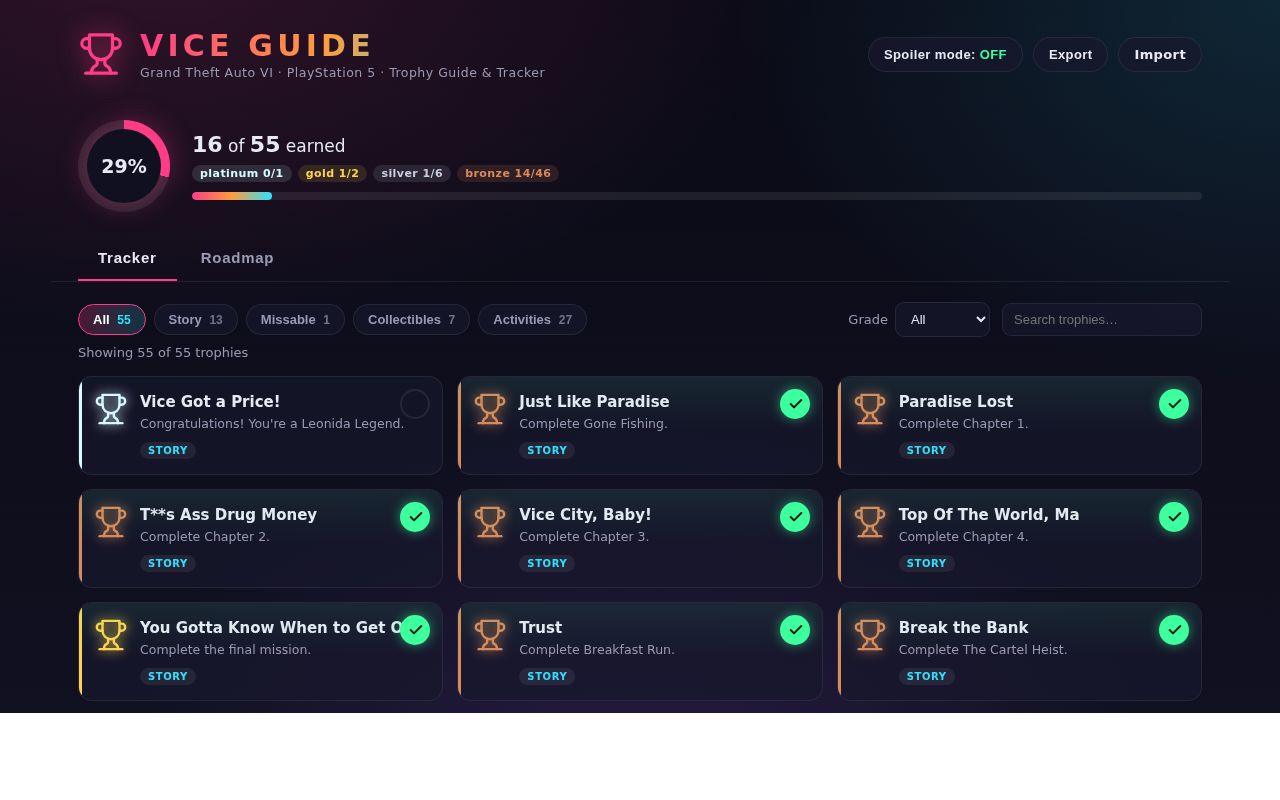 VICE GUIDE
Grand Theft Auto VI · PlayStation 5 · Trophy Guide & Tracker
Spoiler mode: OFF
Export
Import
29%
16 of 55 earned
platinum 0/1
gold 1/2
silver 1/6
bronze 14/46
Tracker
Roadmap
All 55
Story 13
Missable 1
Collectibles 7
Activities 27
Grade
All
Search trophies…
Showing 55 of 55 trophies
Vice Got a Price!
Congratulations! You're a Leonida Legend.
STORY
Just Like Paradise
Complete Gone Fishing.
STORY
Paradise Lost
Complete Chapter 1.
STORY
T**s Ass Drug Money
Complete Chapter 2.
STORY
Vice City, Baby!
Complete Chapter 3.
STORY
Top Of The World, Ma
Complete Chapter 4.
STORY
You Gotta Know When to Get
Complete the final mission.
STORY
Trust
Complete Breakfast Run.
STORY
Break the Bank
Complete The Cartel Heist.
STORY